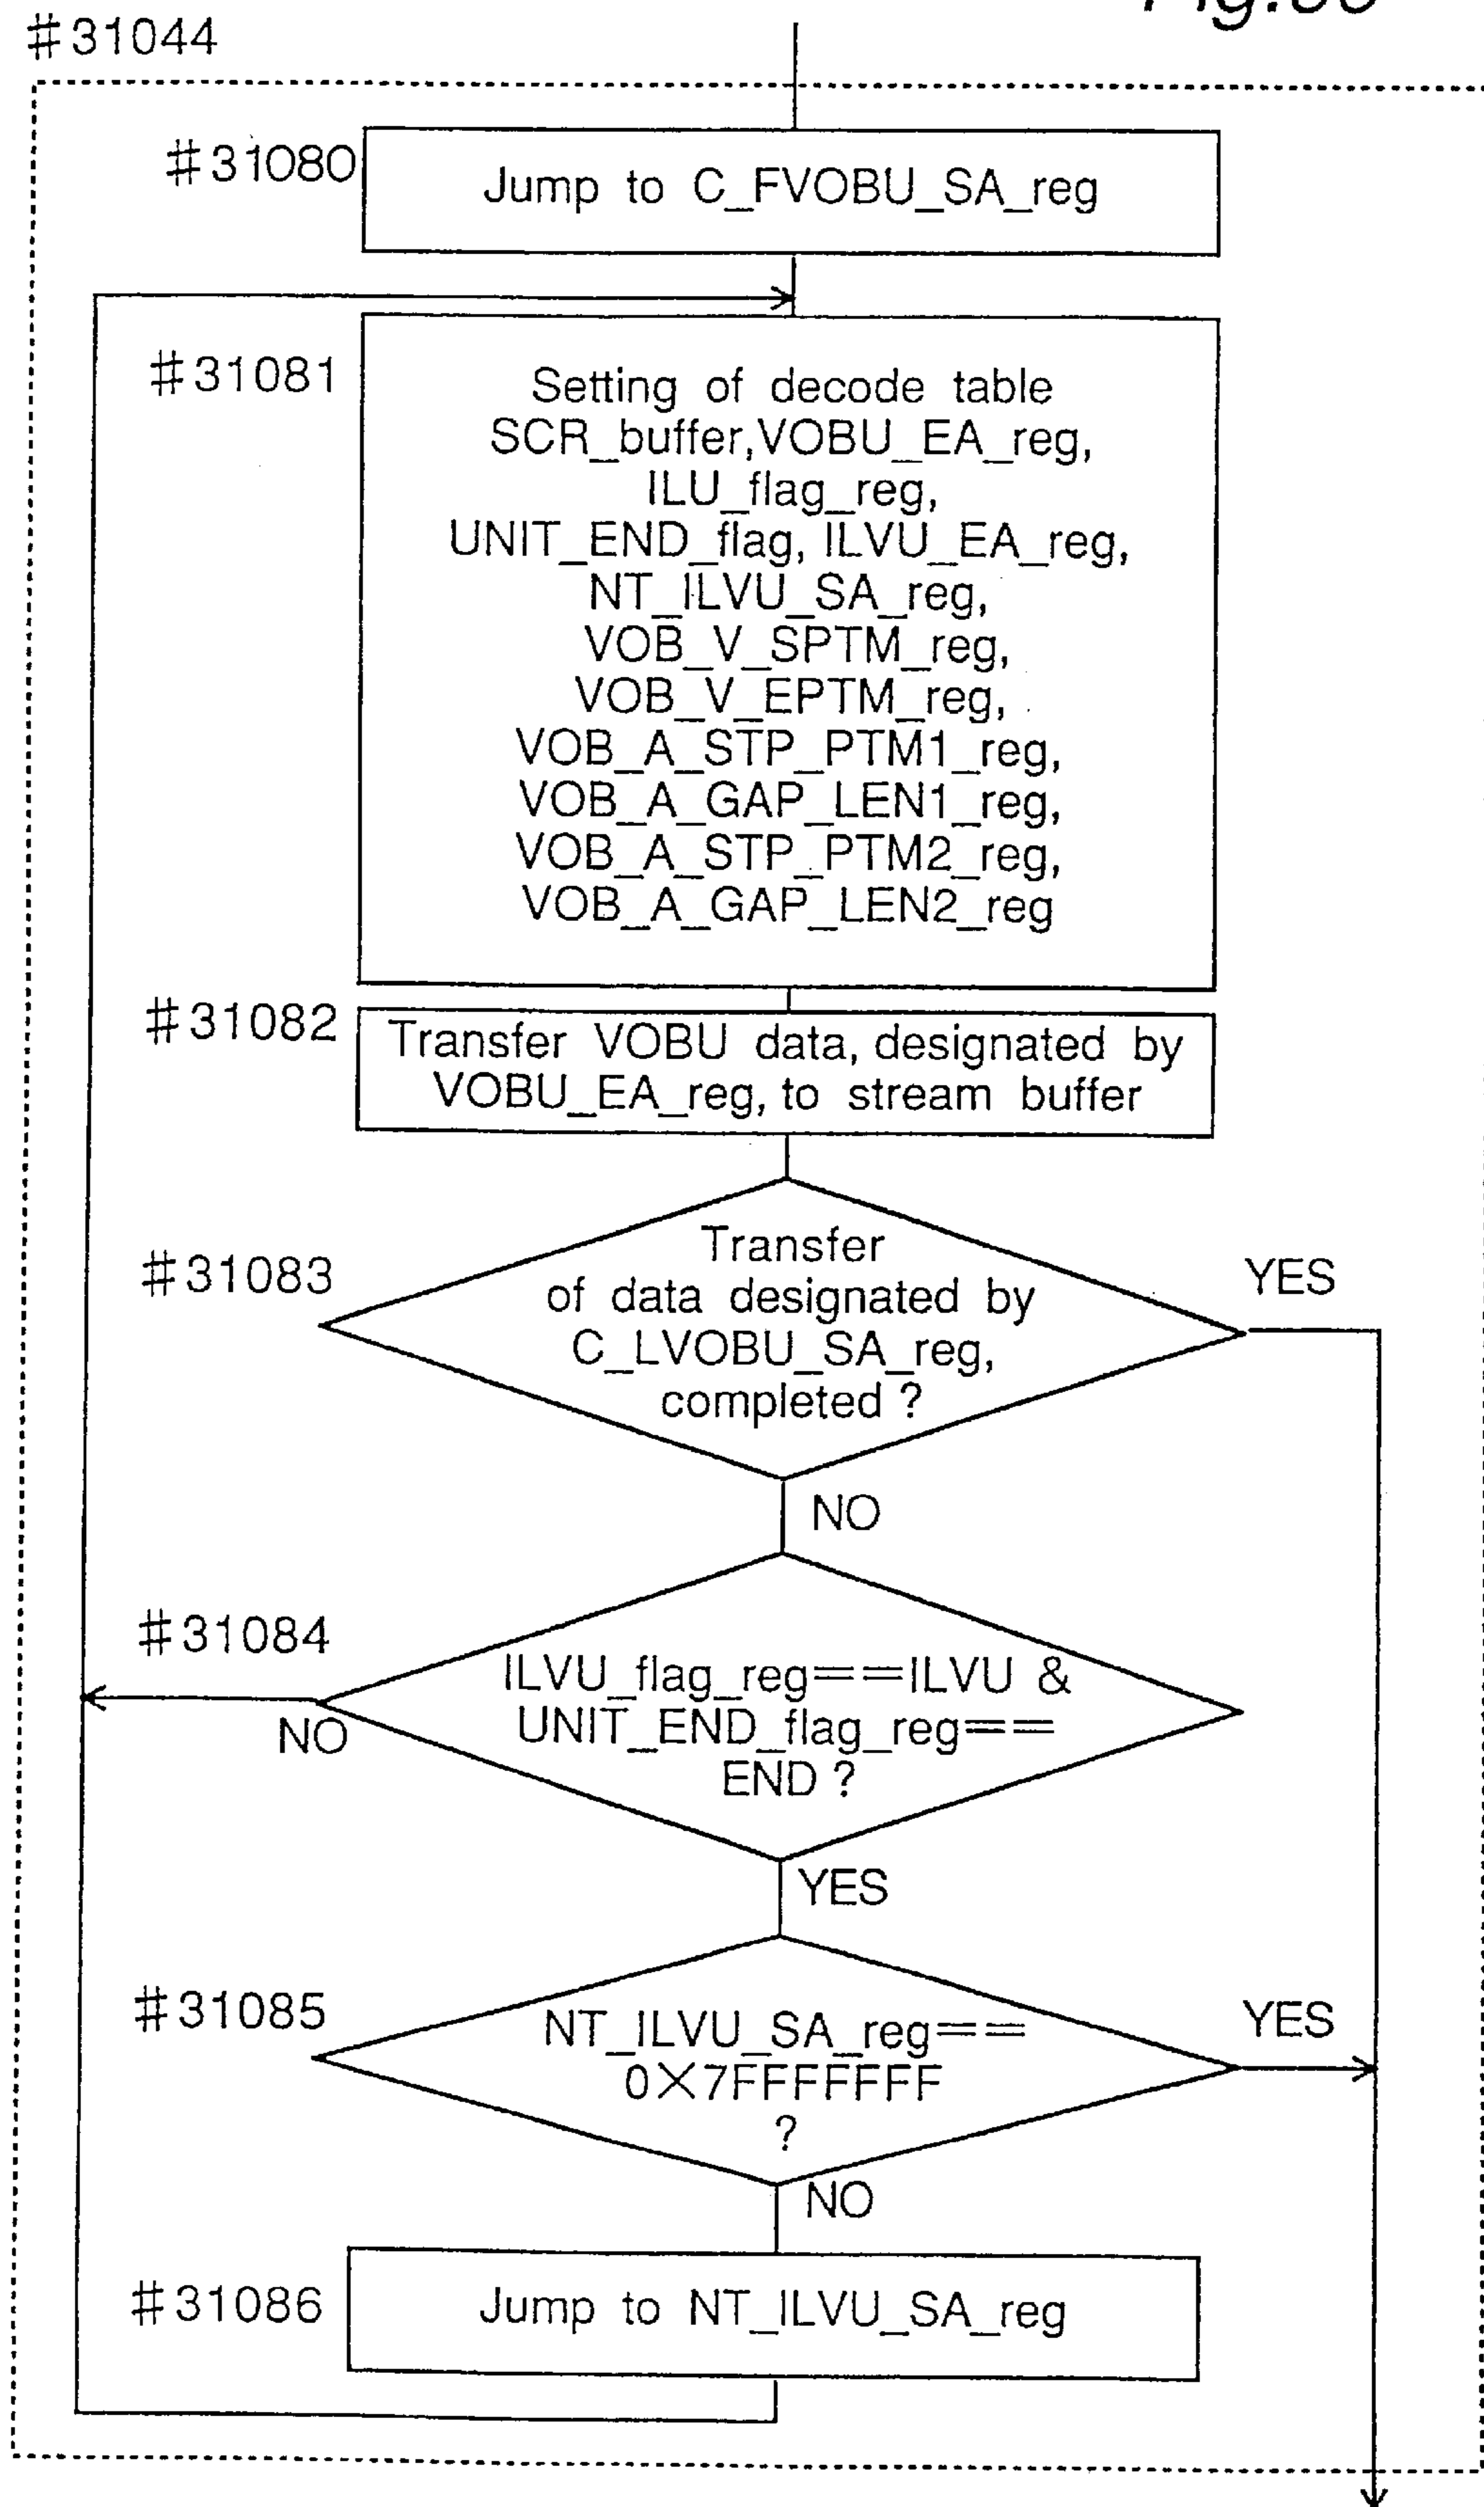 #31044
#31080
Jump to C_FVOBU_SA_reg
#31081
Setting of decode table
SCR_buffer,VOBU_EA_reg,
ILU_flag_reg,
UNIT_END_flag, ILVU_EA_reg,
NT_ILVU_SA_reg,
VOB_V_SPTM_reg,
VOB_V_EPTM_reg,
VOB_A_STP_PTM1_reg,
VOB_A_GAP_LEN1_reg,
VOB_A_STP_PTM2_reg,
VOB_A_GAP_LEN2_reg
#31082
Transfer VOBU data, designated by
VOBU_EA_reg, to stream buffer
#31083
Transfer
of data designated by
C_LVOBU_SA_reg,
completed ?
YES
NO
#31084
ILVU_flag_reg==ILVU &
UNIT_END_flag_reg==
END ?
NO
YES
#31085
NT_ILVU_SA_reg==
0X7FFFFFFF
?
YES
NO
#31086
Jump to NT_ILVU_SA_reg